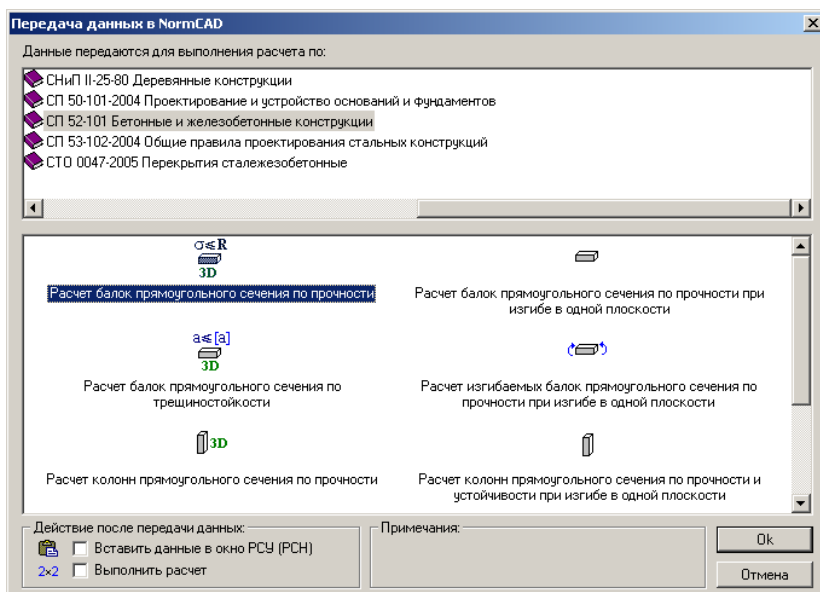 Передача данных в NormCAD
Данные передаются для выполнения расчета по:
СНиП II-25-80 Деревянные конструкции
СП 50-101-2004 Проектирование и устройство оснований и фундаментов
СП 52-101 Бетонные и железобетонные конструкции
СП 53-102-2004 Общие правила проектирования стальных конструкций
СТО 0047-2005 Перекрытия сталежезобетонные
σ≤R
3D
Расчет балок прямоугольного сечения по прочности
Расчет балок прямоугольного сечения по прочности при
изгибе в одной плоскости
a≤[a]
3D
Расчет балок прямоугольного сечения по
трещиностойкости
Расчет изгибаемых балок прямоугольного сечения по
прочности при изгибе в одной плоскости
3D
Расчет колонн прямоугольного сечения по прочности
Расчет колонн прямоугольного сечения по прочности и
устойчивости при изгибе в одной плоскости
Действие после передачи данных:
Вставить данные в окно РСУ (РСН)
2×2 Выполнить расчет
Примечания:
Ok
Отмена